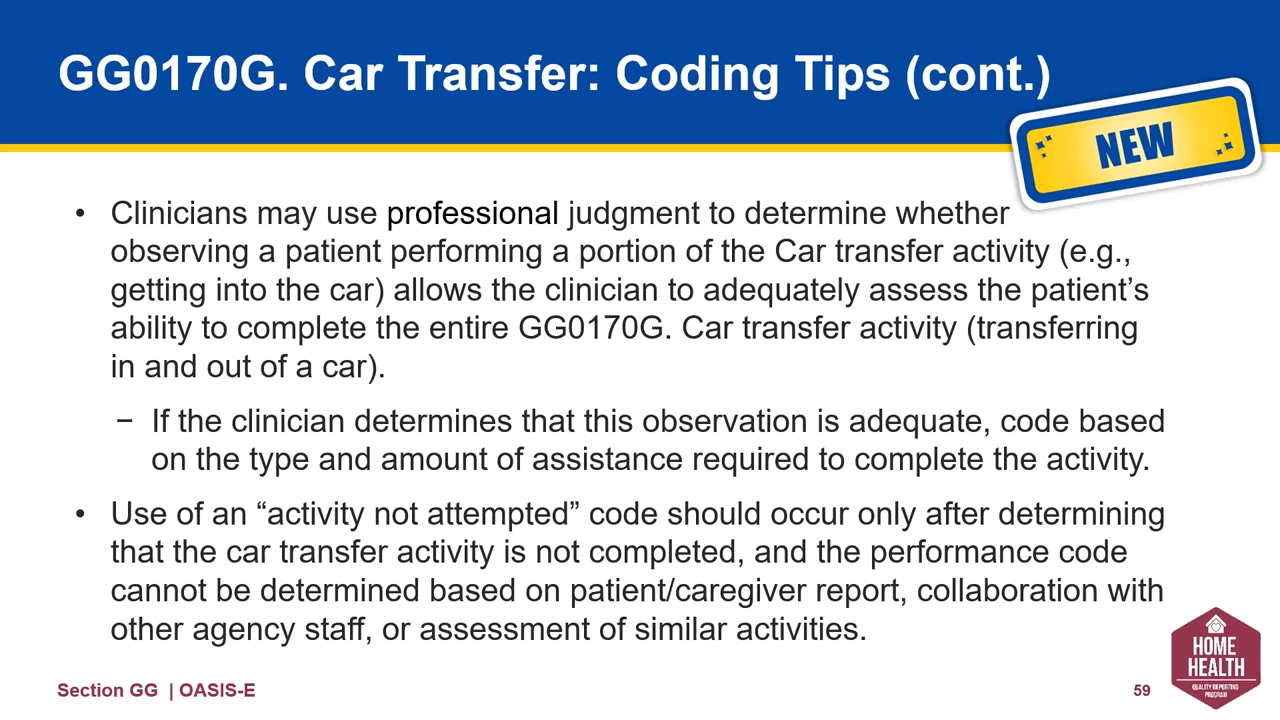 GG0170G. Car Transfer: Coding Tips (cont.)
NEW
• Clinicians may use professional judgment to determine whether
observing a patient performing a portion of the Car transfer activity (e.g.,
getting into the car) allows the clinician to adequately assess the patient’s
ability to complete the entire GG0170G. Car transfer activity (transferring
in and out of a car).
− If the clinician determines that this observation is adequate, code based
on the type and amount of assistance required to complete the activity.
• Use of an “activity not attempted” code should occur only after determining
that the car transfer activity is not completed, and the performance code
cannot be determined based on patient/caregiver report, collaboration with
other agency staff, or assessment of similar activities.
Section GG | OASIS-E
59
HOME
HEALTH
QUALITY REPORTING
PROGRAM